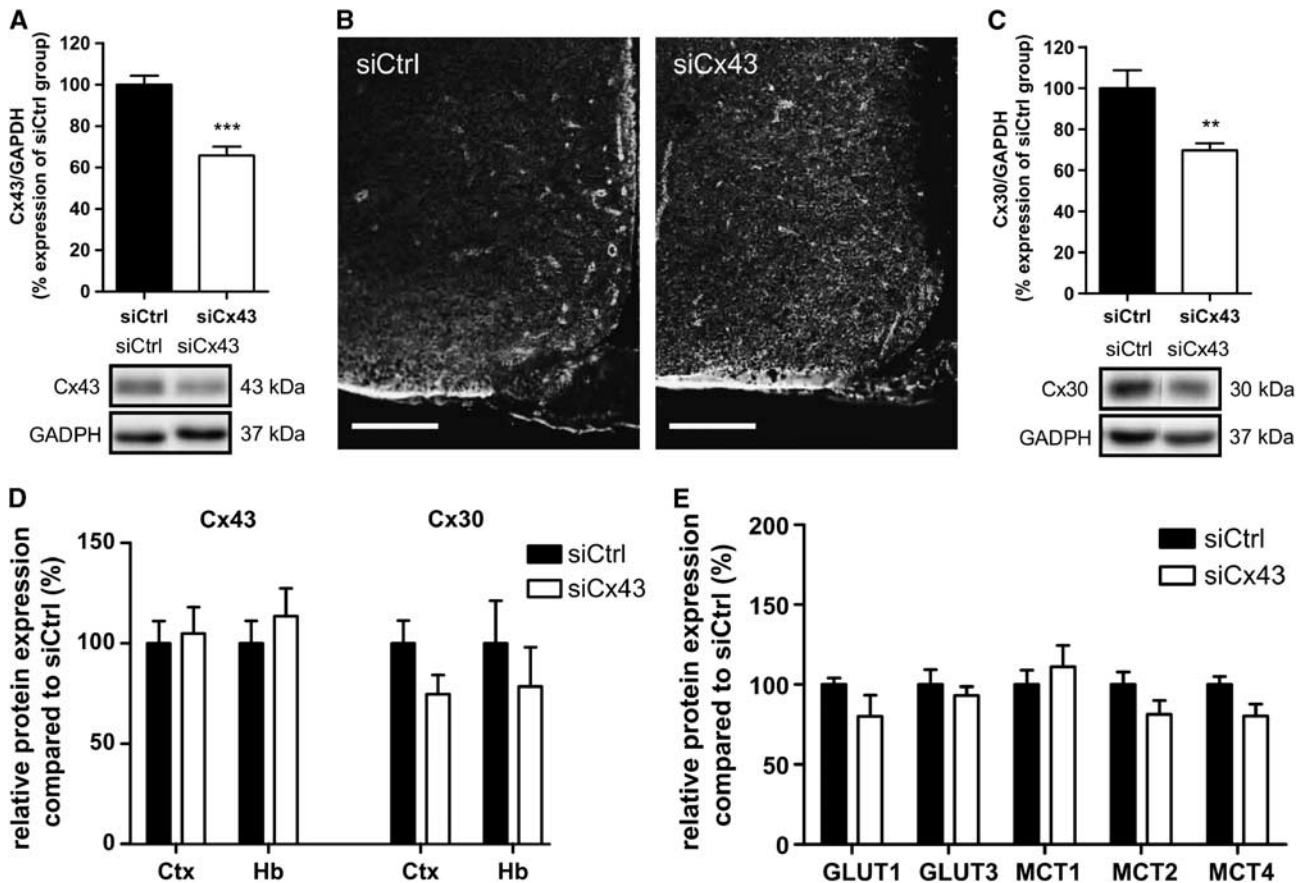 A
Cx43/GAPDH
(% expression of siCtrl group)
120
100
80
60
40
20
0
***
siCtrl
siCx43
siCtrl
siCx43
Cx43
43 kDa
GADPH
37 kDa
B
siCtrl
siCx43
C
Cx30/GAPDH
(% expression of siCtrl group)
120
100
80
60
40
20
0
**
siCtrl
siCx43
siCtrl
siCx43
Cx30
30 kDa
GADPH
37 kDa
D
Cx43
Cx30
relative protein expression
compared to siCtrl (%)
150
100
50
0
siCtrl
siCx43
Ctx
Hb
Ctx
Hb
E
relative protein expression
compared to siCtrl (%)
200
150
100
50
0
siCtrl
siCx43
GLUT1
GLUT3
MCT1
MCT2
MCT4